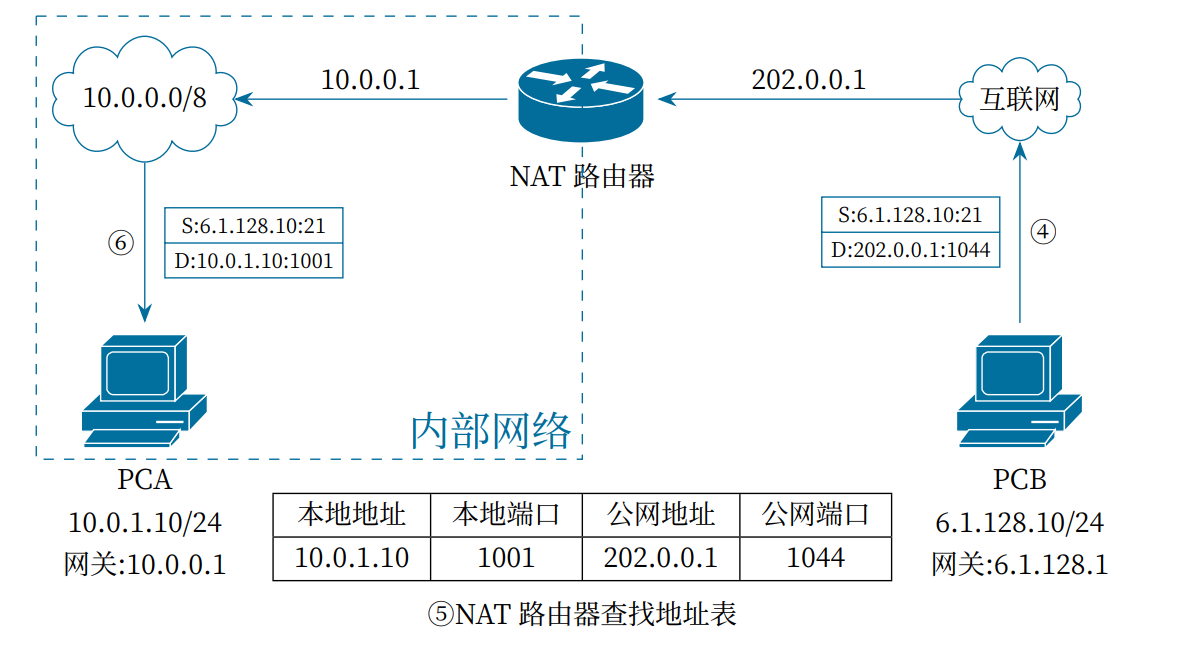 10.0.0.0/8
10.0.0.1
NAT 路由器
202.0.0.1
互联网
⑥
S:6.1.128.10:21
D:10.0.1.10:1001
S:6.1.128.10:21
D:202.0.0.1:1044
④
内部网络
PCA
10.0.1.10/24
网关:10.0.0.1
PCB
6.1.128.10/24
网关:6.1.128.1
本地地址 本地端口 公网地址 公网端口
10.0.1.10 1001 202.0.0.1 1044
⑤NAT 路由器查找地址表